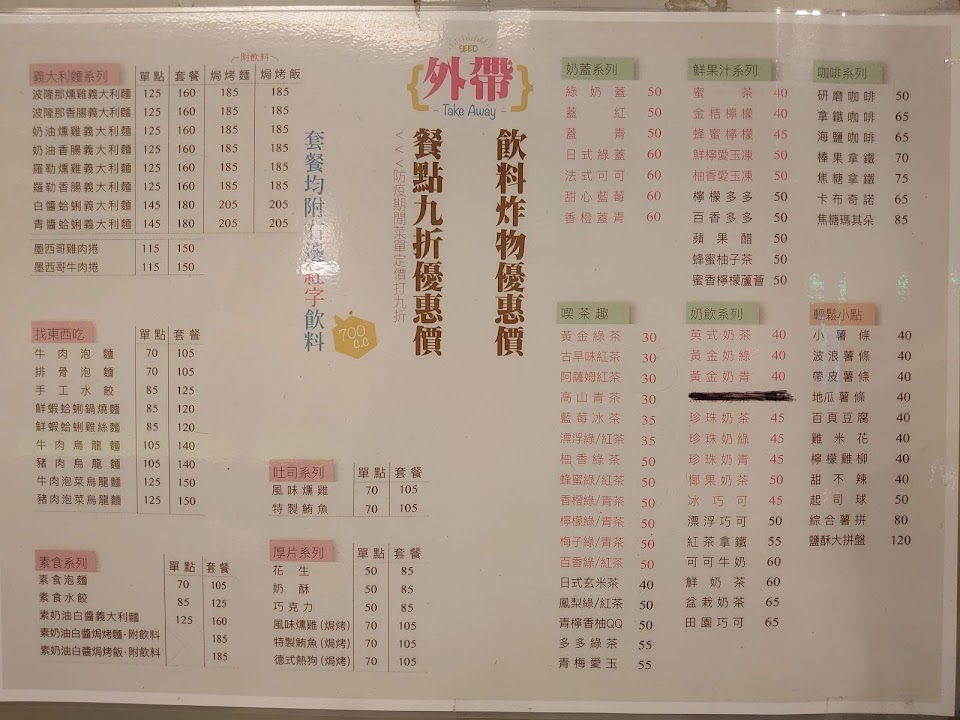 SEED
外帶
- Take Away -
飲料炸物優惠價
餐點九折優惠價
<<<防疫期間菜單定價打九折
套餐均附右邊紅字飲料
700 c.c
附飲料
義大利麵系列 單點 套餐 焗烤麵 焗烤飯
波隆那燻雞義大利麵 125 160 185 185
波隆那香腸義大利麵 125 160 185 185
奶油燻雞義大利麵 125 160 185 185
奶油香腸義大利麵 125 160 185 185
羅勒燻雞義大利麵 125 160 185 185
羅勒香腸義大利麵 125 160 185 185
白醬蛤蜊義大利麵 145 180 205 205
青醬蛤蜊義大利麵 145 180 205 205
墨西哥雞肉捲 115 150
墨西哥牛肉捲 115 150
找東西吃 單點 套餐
牛肉泡麵 70 105
排骨泡麵 70 105
手工水餃 85 125
鮮蝦蛤蜊鍋燒麵 85 120
鮮蝦蛤蜊雞絲麵 85 120
牛肉烏龍麵 105 140
豬肉烏龍麵 105 140
牛肉泡菜烏龍麵 125 150
豬肉泡菜烏龍麵 125 150
素食系列 單點 套餐
素食泡麵 70 105
素食水餃 85 125
素奶油白醬義大利麵 125 160
素奶油白醬焗烤麵·附飲料 185
素奶油白醬焗烤飯·附飲料 185
吐司系列 單點 套餐
風味燻雞 70 105
特製鮪魚 70 105
厚片系列 單點 套餐
花生 50 85
奶酥 50 85
巧克力 50 85
風味燻雞(焗烤) 70 105
特製鮪魚(焗烤) 70 105
德式熱狗(焗烤) 70 105
奶蓋系列
綠奶蓋 50
蓋紅 50
蓋青 50
日式綠蓋 60
法式可可 60
甜心藍莓 60
香橙蓋青 60
鮮果汁系列
蜜茶 40
金桔檸檬 40
蜂蜜檸檬 45
鮮檸愛玉凍 50
柚香愛玉凍 50
檸檬多多 50
百香多多 50
蘋果醋 50
蜂蜜柚子茶 50
蜜香檸檬蘆薈 50
咖啡系列
研磨咖啡 50
拿鐵咖啡 65
海鹽咖啡 65
榛果拿鐵 70
焦糖拿鐵 75
卡布奇諾 65
焦糖瑪其朵 85
喫茶趣
黃金綠茶 30
古早味紅茶 30
阿薩姆紅茶 30
高山青茶 30
藍莓冰茶 35
漂浮綠/紅茶 35
柚香綠茶 50
蜂蜜綠/紅茶 50
香橙綠/青茶 50
檸檬綠/青茶 50
梅子綠/青茶 50
百香綠/紅茶 50
日式玄米茶 40
鳳梨綠/紅茶 50
青檸香柚QQ 50
多多綠茶 55
青梅愛玉 55
奶飲系列
英式奶茶 40
黃金奶綠 40
黃金奶青 40
珍珠奶茶 45
珍珠奶綠 45
珍珠奶青 45
椰果奶茶 50
冰巧可 45
漂浮巧可 50
紅茶拿鐵 55
可可牛奶 60
鮮奶茶 60
盆栽奶茶 65
田園巧可 65
輕鬆小點
小薯條 40
波浪薯條 40
帶皮薯條 40
地瓜薯條 40
百頁豆腐 40
雞米花 40
檸檬雞柳 40
甜不辣 40
起司球 50
綜合薯拼 80
鹽酥大拼盤 120